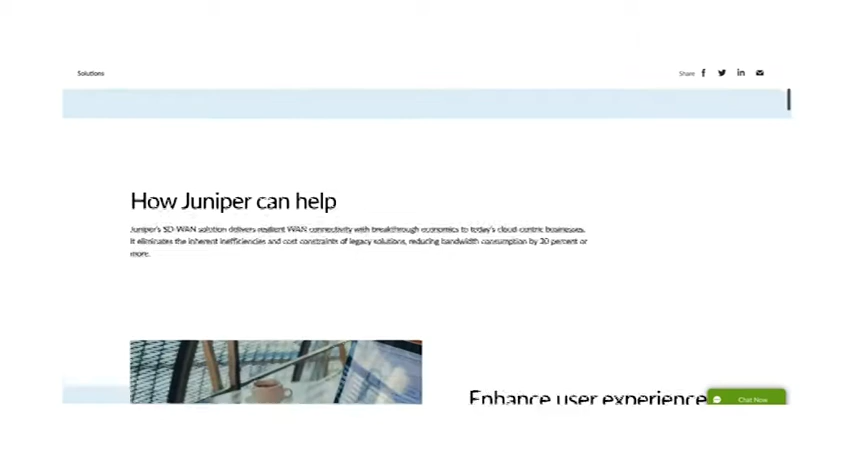 Solutions
Share
How Juniper can help
Juniper's SD-WAN solution delivers resilient WAN connectivity with breakthrough economics to today's cloud-centric businesses.
It eliminates the inherent inefficiencies and cost constraints of legacy solutions, reducing bandwidth consumption by 30 percent or
more.
Enhance user experience
Chat Now